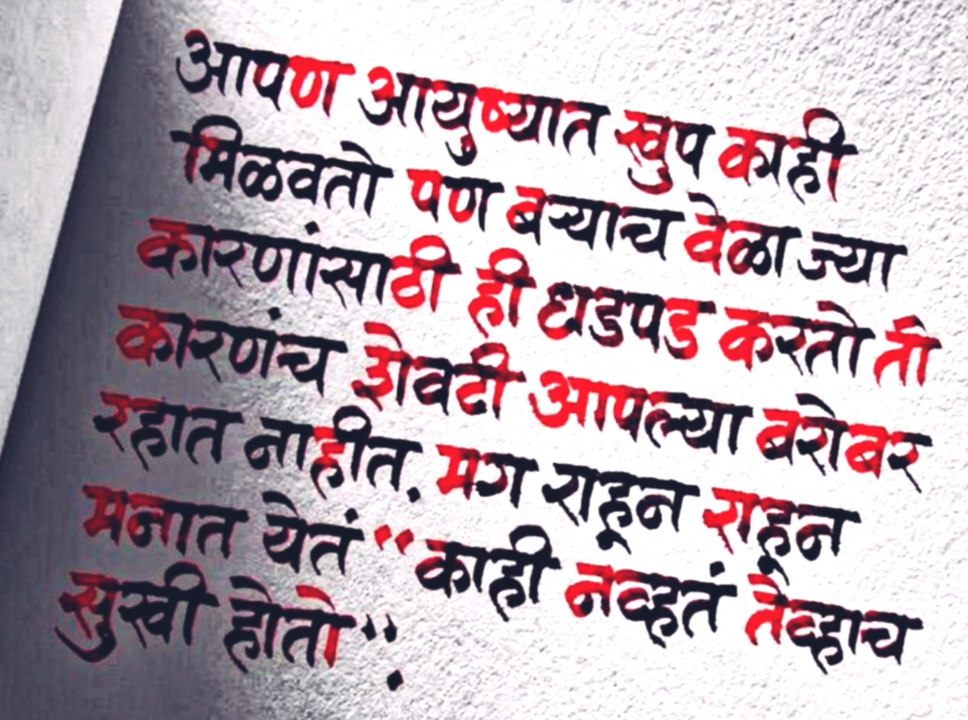 आपण आयुष्यात खुप काही
मिळवतो पण बऱ्याच वेळा ज्या
कारणांसाठी ही धडपड करतो ती
कारणंच शेवटी आपल्या बरोबर
रहात नाहीत. मग राहून राहून
मनात येतं "काही नव्हतं तेव्हाच
सुखी होतो".